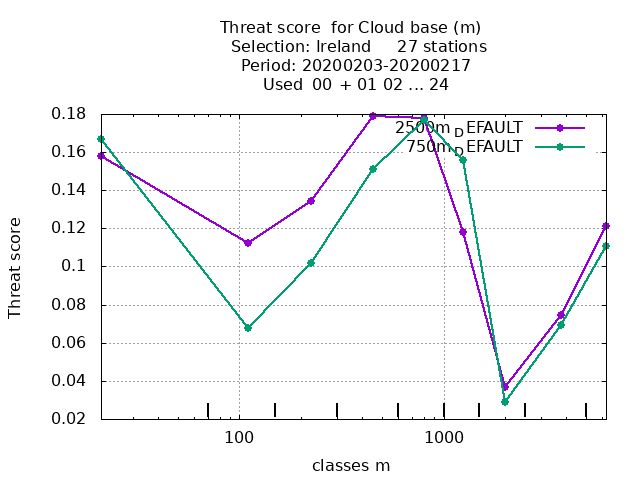 Threat score  for Cloud base (m)
Selection: Ireland     27 stations
Period: 20200203-20200217
Used  00  + 01 02 ... 24
2500m_DEFAULT
750m_DEFAULT
0.18
0.16
0.14
0.12
0.1
0.08
0.06
0.04
0.02
Threat score
100
1000
classes m